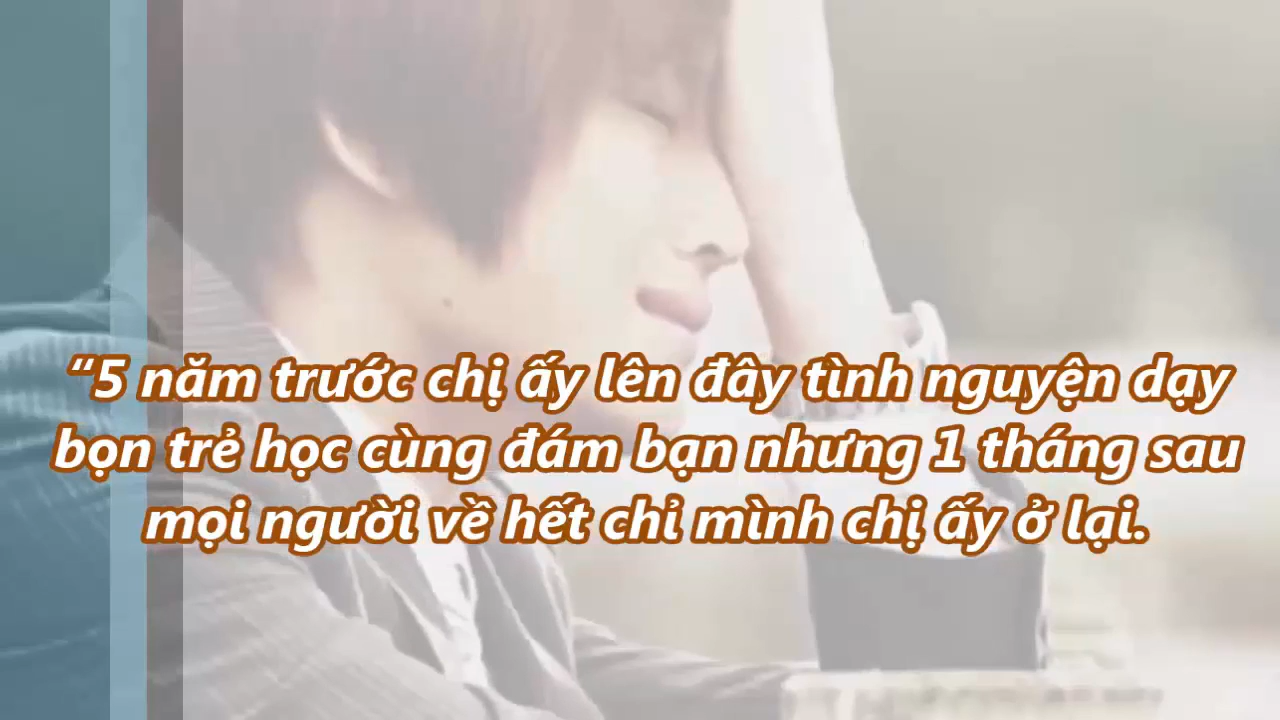 “5 năm trước chị ấy lên đây tình nguyện dạy
bọn trẻ học cùng đám bạn nhưng 1 tháng sau
mọi người về hết chỉ mình chị ấy ở lại.